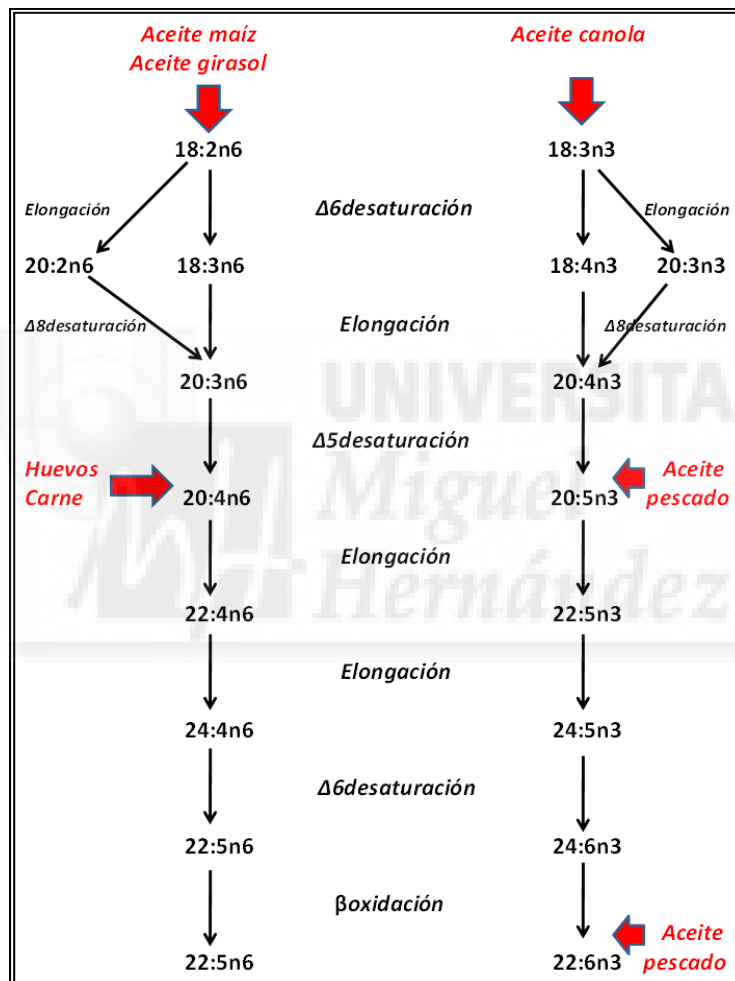 Aceite maíz
Aceite girasol
Aceite canola
18:2n6
18:3n3
Elongación
Δ6desaturación
Elongación
20:2n6
18:3n6
18:4n3
20:3n3
Δ8desaturación
Elongación
Δ8desaturación
20:3n6
20:4n3
UNIVERSITA
Δ5desaturación
Huevos
Carne
20:4n6
20:5n3
Aceite
pescado
Miguel
Hernández
Elongación
22:4n6
22:5n3
Elongación
24:4n6
24:5n3
Δ6desaturación
22:5n6
24:6n3
βoxidación
22:5n6
22:6n3
Aceite
pescado